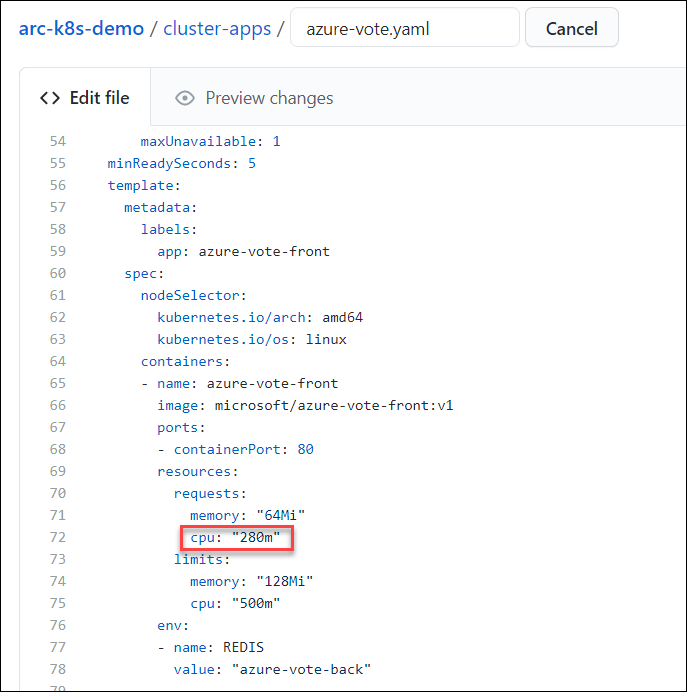 arc-k8s-demo / cluster-apps / azure-vote.yaml Cancel
<> Edit file Preview changes
54 maxUnavailable: 1
55 minReadySeconds: 5
56 template:
57 metadata:
58 labels:
59 app: azure-vote-front
60 spec:
61 nodeSelector:
62 kubernetes.io/arch: amd64
63 kubernetes.io/os: linux
64 containers:
65 - name: azure-vote-front
66 image: microsoft/azure-vote-front:v1
67 ports:
68 - containerPort: 80
69 resources:
70 requests:
71 memory: "64Mi"
72 cpu: "280m"
73 limits:
74 memory: "128Mi"
75 cpu: "500m"
76 env:
77 - name: REDIS
78 value: "azure-vote-back"